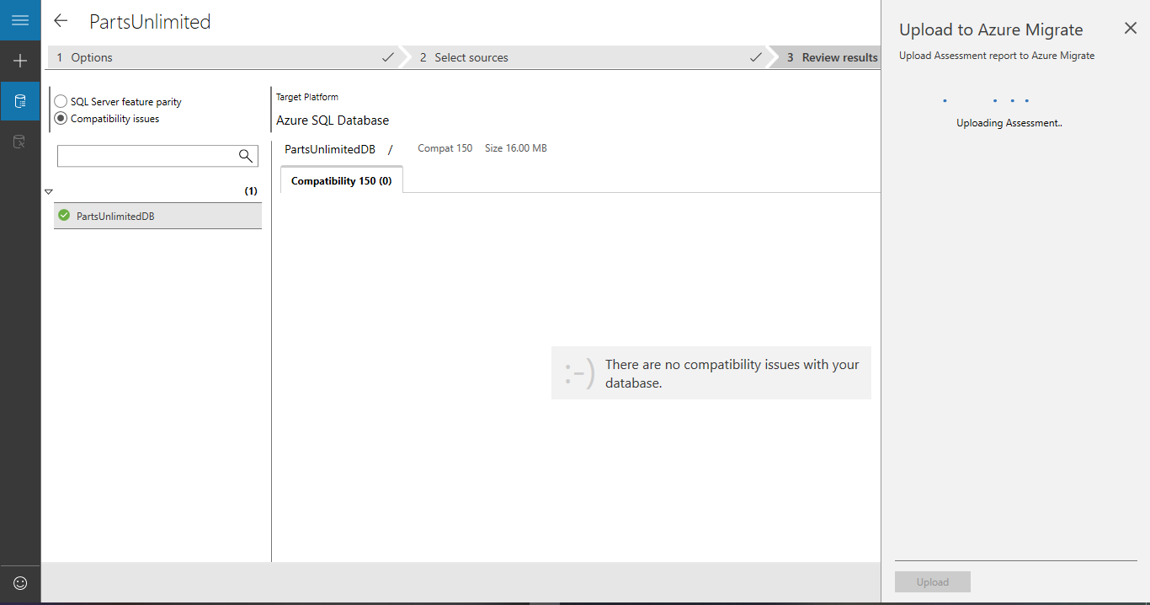 PartsUnlimited
1 Options
2 Select sources
3 Review results
SQL Server feature parity
Compatibility issues
(1)
PartsUnlimitedDB
Target Platform
Azure SQL Database
PartsUnlimitedDB / Compat 150 Size 16.00 MB
Compatibility 150 (0)
:-) There are no compatibility issues with your
database.
Upload to Azure Migrate
Upload Assessment report to Azure Migrate
Uploading Assessment..
Upload